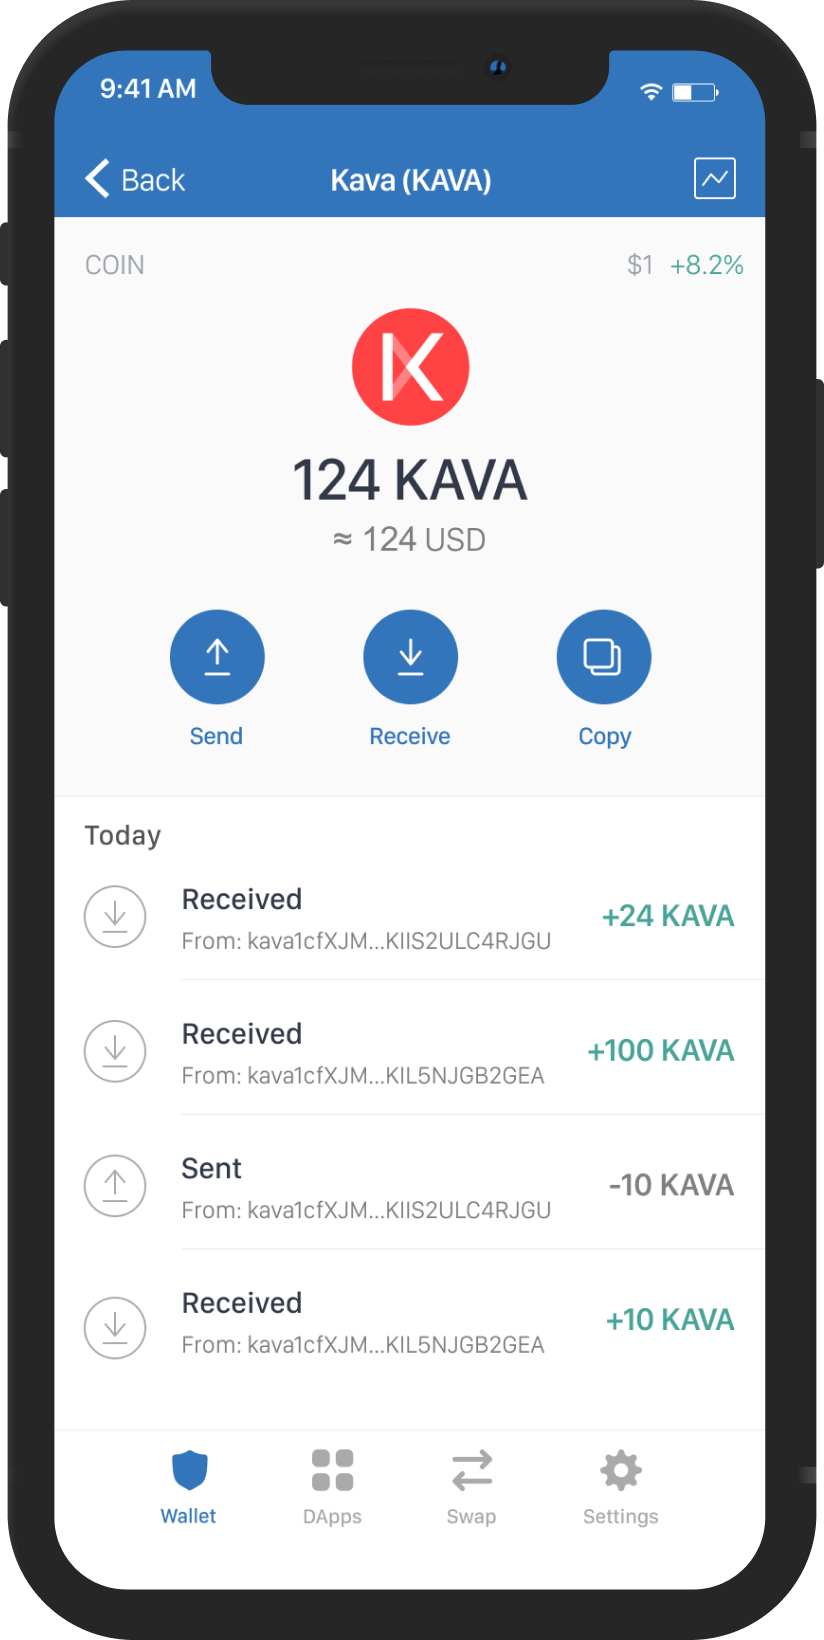 9:41 AM
Back
Kava (KAVA)
COIN
$1 +8.2%
124 KAVA
≈ 124 USD
Send
Receive
Copy
Today
Received
+24 KAVA
From: kava1cfXJM...KIIS2ULC4RJGU
Received
+100 KAVA
From: kava1cfXJM...KIL5NJGB2GEA
Sent
-10 KAVA
From: kava1cfXJM...KIIS2ULC4RJGU
Received
+10 KAVA
From: kava1cfXJM...KIL5NJGB2GEA
Wallet
DApps
Swap
Settings